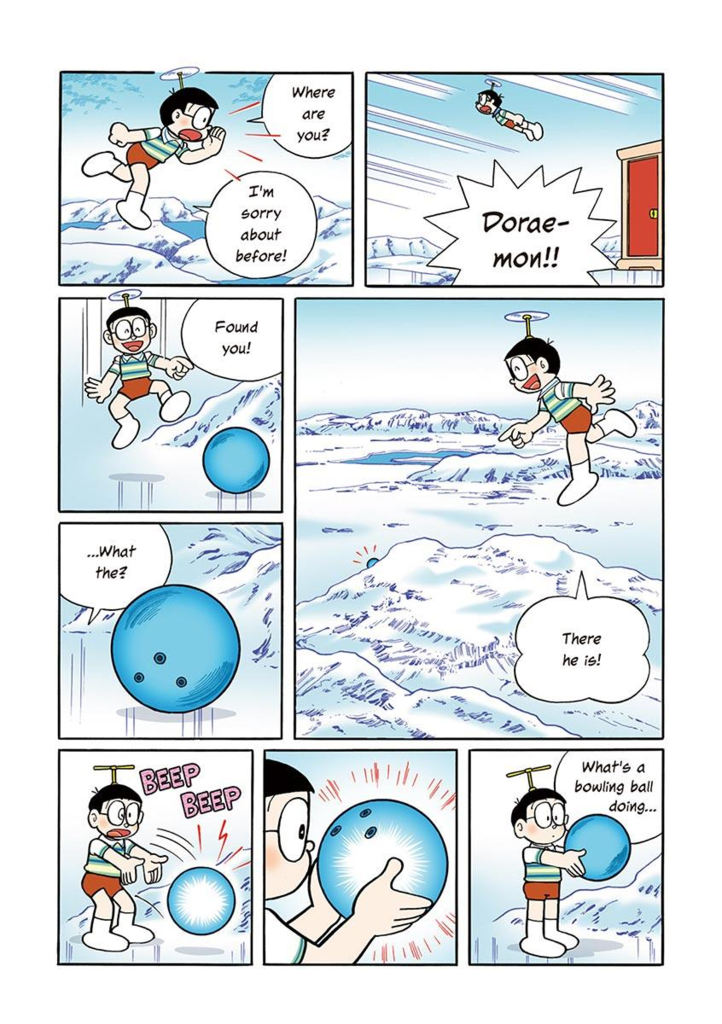 Dorae-
mon!!
Where
are
you?
I'm
sorry
about
before!
There
he is!
Found
you!
...What
the?
What's a
bowling ball
doing...
BEEP
BEEP